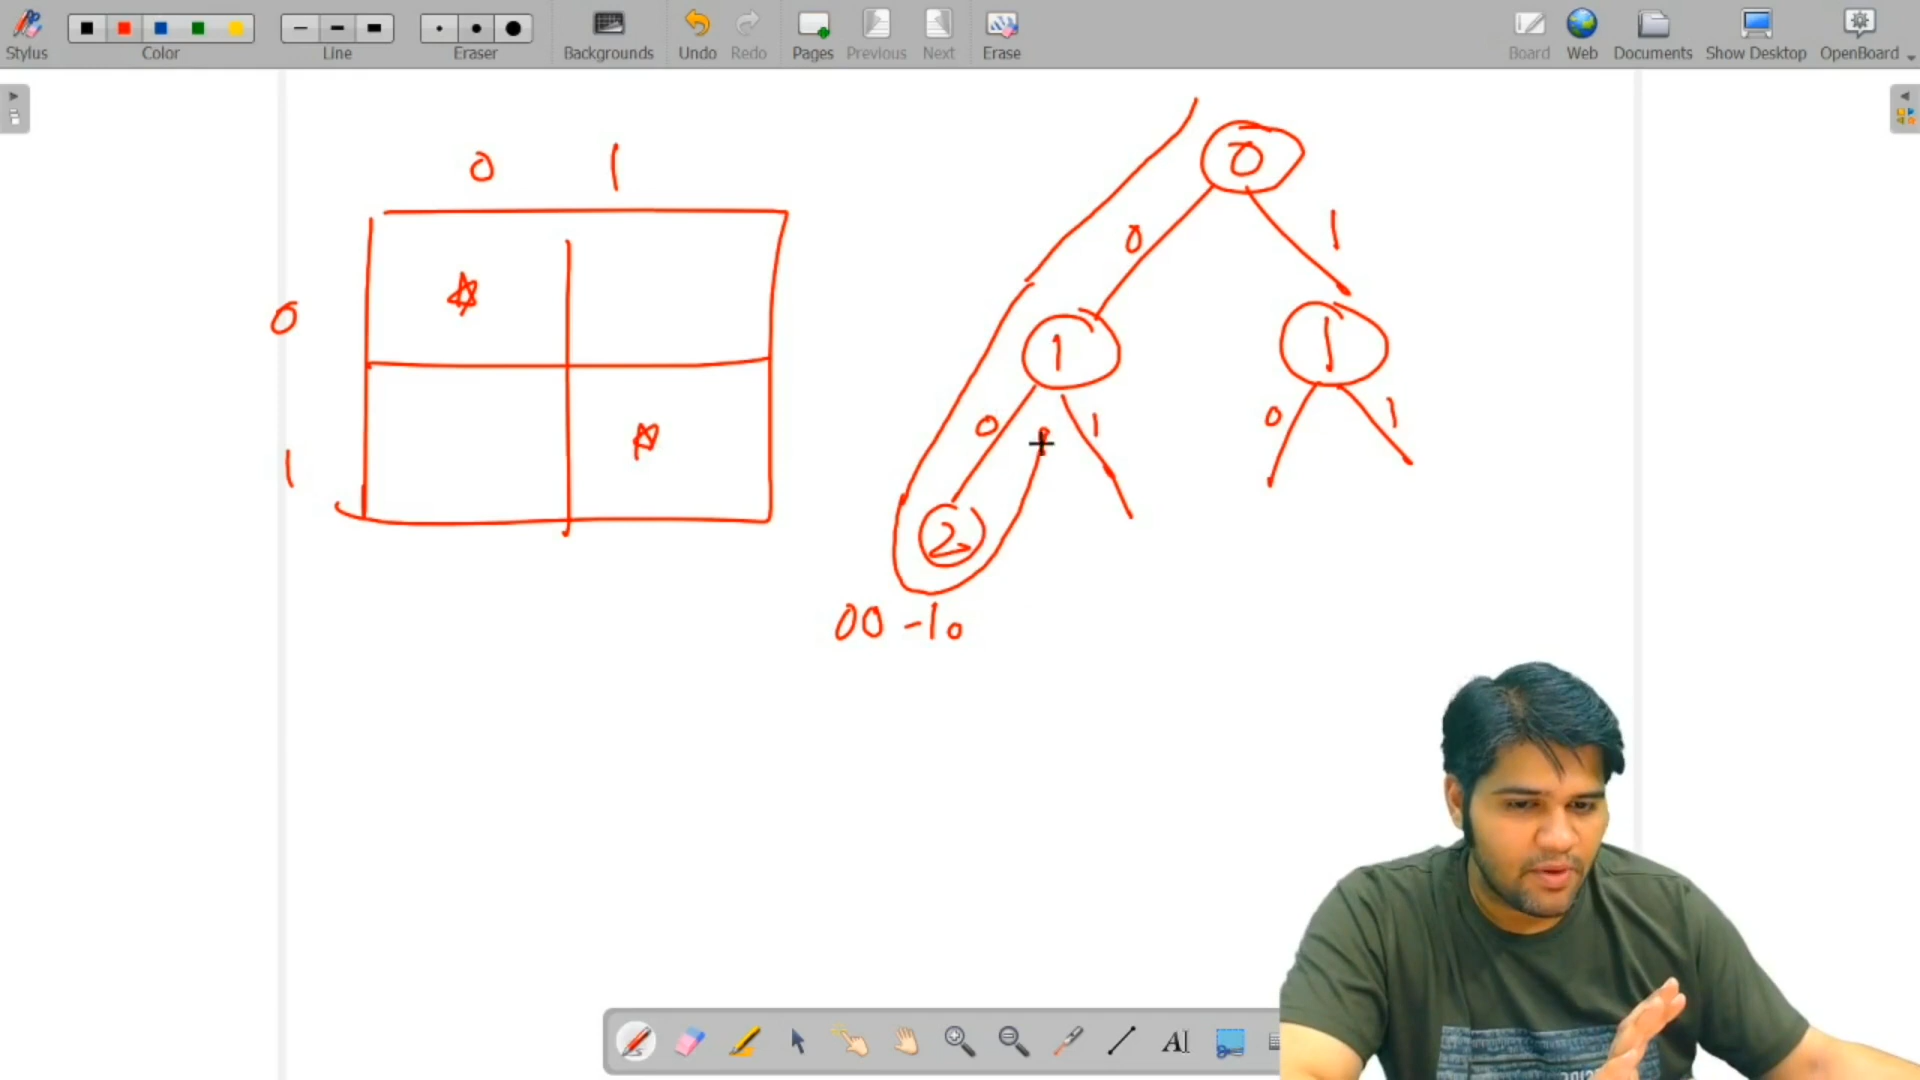 Stylus
Color
Line
Eraser
Backgrounds
Undo
Redo
Pages
Previous
Next
Erase
Board
Web
Documents
Show Desktop
OpenBoard
0 1
0
1
0
0 1
1 1
0 1 0 1
2
00 -10